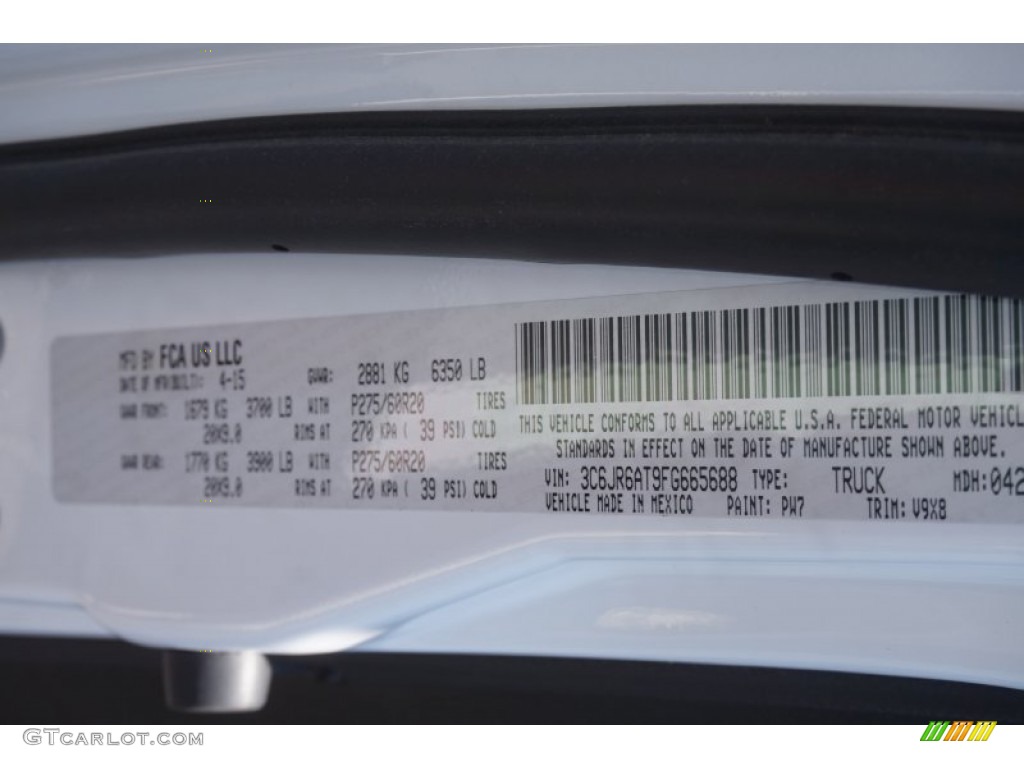 MFD BY FCA US LLC
DATE OF MFR(BUILT): 4-15 GVWR: 2881 KG 6350 LB
GAWR FRONT: 1679 KG 3700 LB WITH P275/60R20 TIRES
20X9.0 RIMS AT 270 KPA ( 39 PSI) COLD
GAWR REAR: 1770 KG 3900 LB WITH P275/60R20 TIRES
20X9.0 RIMS AT 270 KPA ( 39 PSI) COLD
THIS VEHICLE CONFORMS TO ALL APPLICABLE U.S.A. FEDERAL MOTOR VEHICL
STANDARDS IN EFFECT ON THE DATE OF MANUFACTURE SHOWN ABOVE.
VIN: 3C6JR6AT9FG665688 TYPE: TRUCK MDH:042
VEHICLE MADE IN MEXICO PAINT: PW7 TRIM: V9X8
GTCARLOT.COM